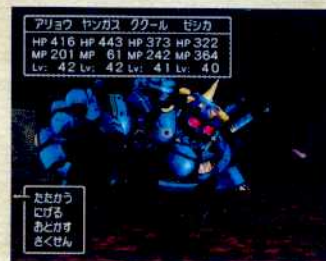 アリョウ ヤンガス ククール ゼシカ
HP 416 HP 443 HP 373 HP 322
MP 201 MP 61 MP 242 MP 364
Lv: 42 Lv: 42 Lv: 41 Lv: 40
たたかう
にげる
おどかす
さくせん